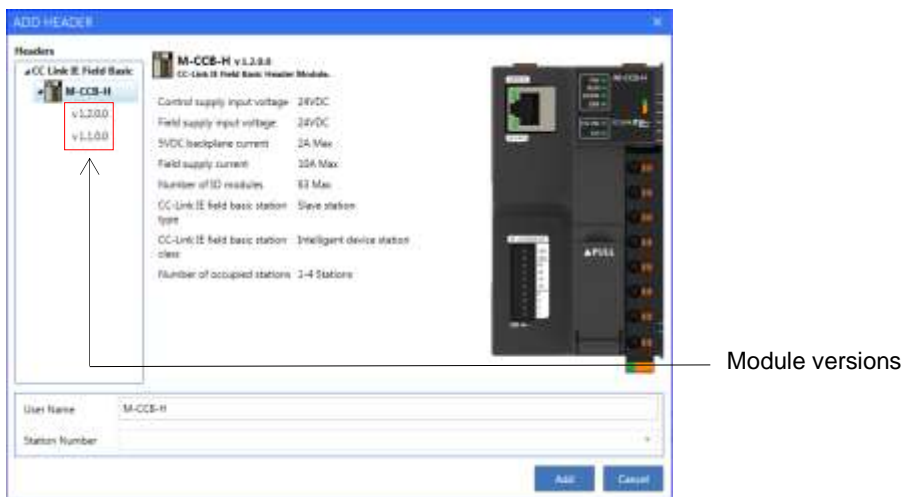 ADD HEADER
Headers
CC Link IE Field Basic
M-CCB-H
v1.2.0.0
v1.1.0.0
M-CCB-H v1.2.0.0
CC-Link IE Field Basic Header Module.
Control supply input voltage 24VDC
Field supply input voltage 24VDC
5VDC backplane current 2A Max
Field supply current 10A Max
Number of IO modules 63 Max
CC-Link IE field basic station type Slave station
CC-Link IE field basic station class Intelligent device station
Number of occupied stations 1-4 Stations
M-CCB-H
PULL
Module versions
User Name M-CCB-H
Station Number
Add Cancel